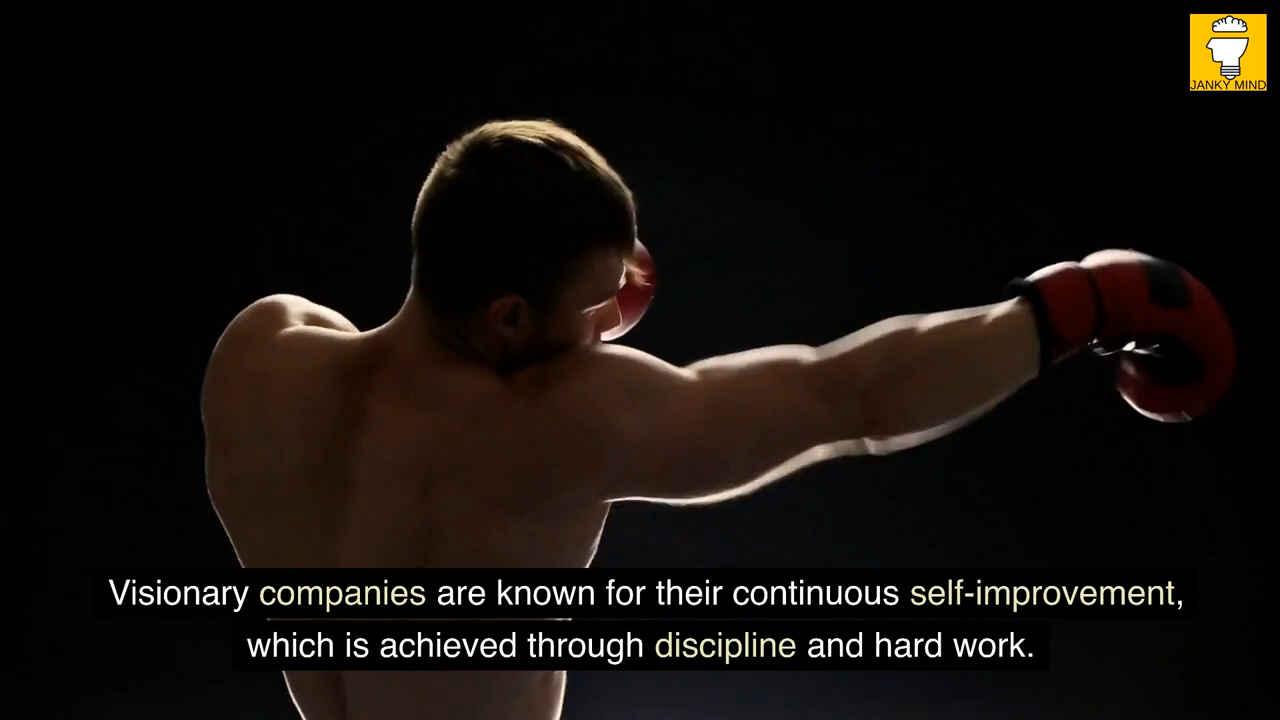 JANKY MIND
Visionary companies are known for their continuous self-improvement,
which is achieved through discipline and hard work.